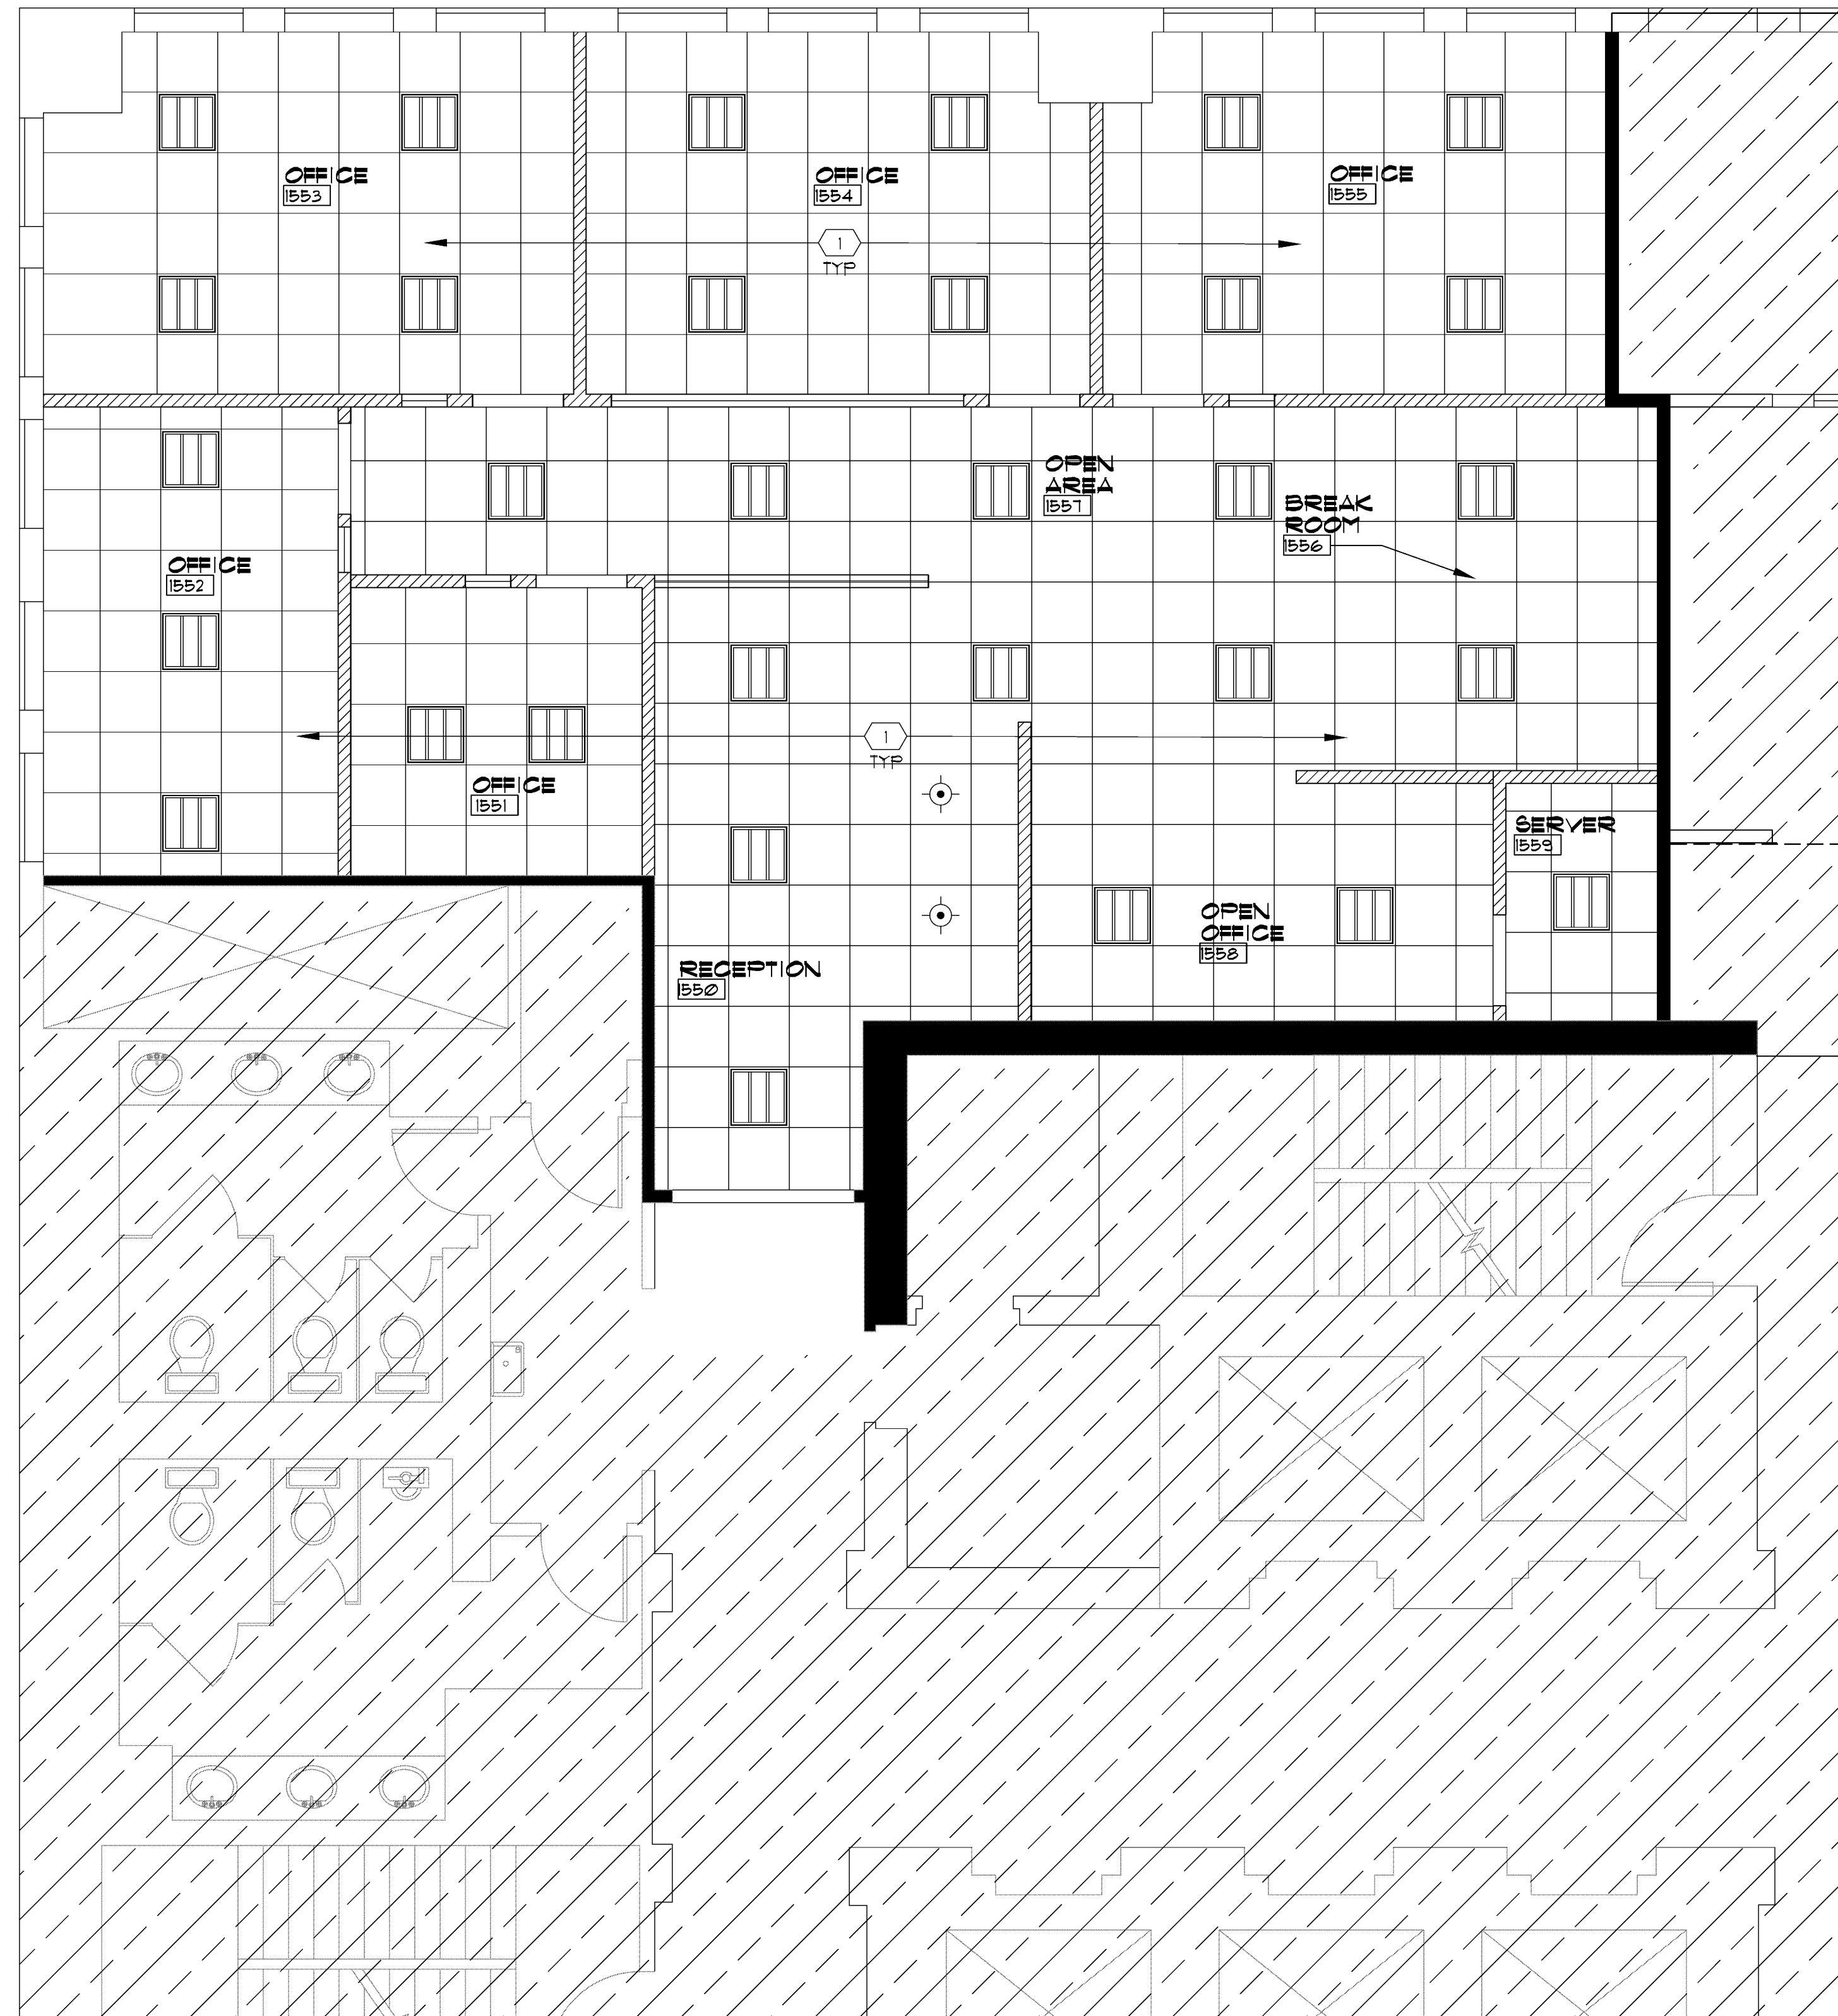 OFFICE
1553
OFFICE
1554
OFFICE
1555
1
TYP
OPEN
AREA
1557
BREAK
ROOM
1556
OFFICE
1552
1
TYP
OFFICE
1551
SERVER
1559
OPEN
OFFICE
1558
RECEPTION
1550